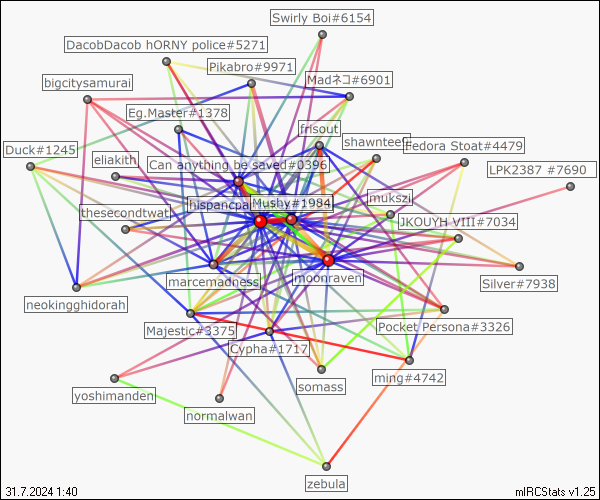 Swirly Boi#6154
DacobDacob hORNY police#5271
Pikabro#9971
Madネコ#6901
bigcitysamurai
Eg.Master#1378
frisout
shawntee
Fedora Stoat#4479
Duck#1245
eliakith
Can anything be saved#0396
LPK2387 #7690
hispancpa
Mushy#1984
mukszi
thesecondtwat
JKOUYH VIII#7034
marcemadness
moonraven
Silver#7938
neokingghidorah
Majestic#3375
Pocket Persona#3326
Cypha#1717
ming#4742
somass
yoshimanden
normalwan
zebula
31.7.2024 1:40
mIRCStats v1.25